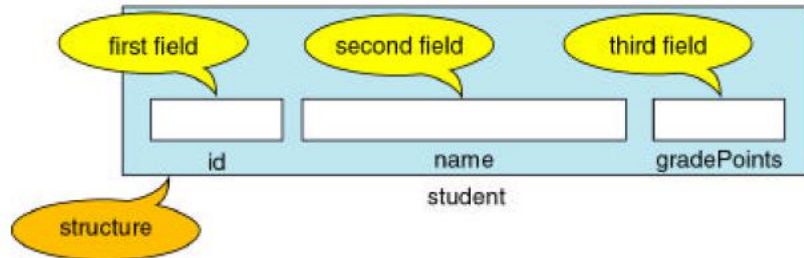 first field second field third field
id name gradePoints
student
structure